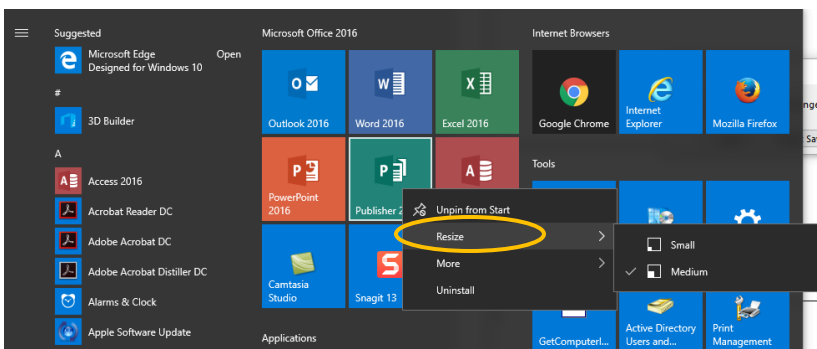 Suggested
Microsoft Edge
Designed for Windows 10
Open
#
3D Builder
A
Access 2016
Acrobat Reader DC
Adobe Acrobat DC
Adobe Acrobat Distiller DC
Alarms & Clock
Apple Software Update
Microsoft Office 2016
Outlook 2016
Word 2016
Excel 2016
PowerPoint
2016
Publisher 2
Camtasia
Studio
Snagit 13
Applications
Unpin from Start
Resize
More
Uninstall
Small
Medium
Internet Browsers
Google Chrome
Internet
Explorer
Mozilla Firefox
Tools
GetComputerI...
Active Directory
Users and...
Print
Management